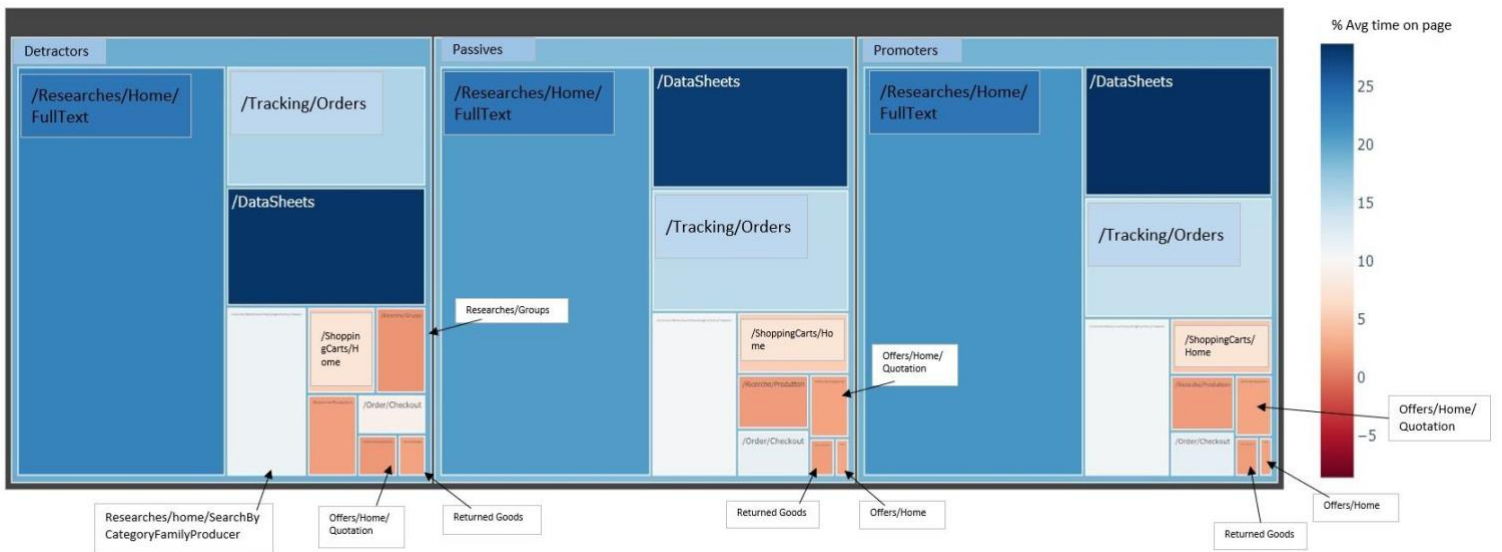 % Avg time on page
Detractors
Passives
Promoters
/Researches/Home/
FullText
/Tracking/Orders
/DataSheets
/Shoppin
gCarts/H
ome
/Order/Checkout
/Researches/Home/
FullText
/DataSheets
/Tracking/Orders
/ShoppingCarts/Ho
me
/Ricerche/Produttori
/Order/Checkout
/Researches/Home/
FullText
/DataSheets
/Tracking/Orders
/ShoppingCarts/
Home
/Ricerche/Produttori
/Order/Checkout
Researches/Groups
Offers/Home/
Quotation
Offers/Home/
Quotation
Researches/home/SearchBy
CategoryFamilyProducer
Offers/Home/
Quotation
Returned Goods
Returned Goods
Offers/Home
Returned Goods
Offers/Home
25
20
15
10
5
0
−5